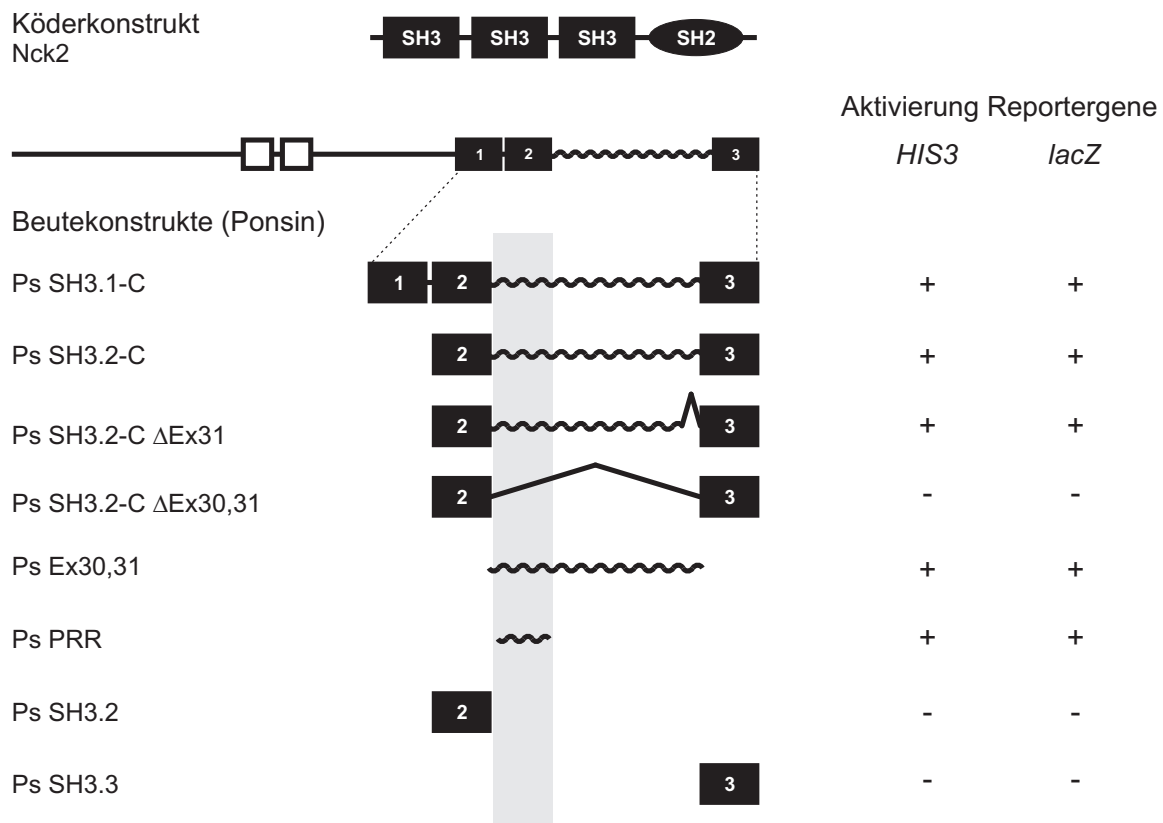 Köderkonstrukt
Nck2
SH3 SH3 SH3 SH2
Aktivierung Reportergene
1 2 3 HIS3 lacZ
Beutekonstrukte (Ponsin)
Ps SH3.1-C 1 2 3 + +
Ps SH3.2-C 2 3 + +
Ps SH3.2-C ΔEx31 2 3 + +
Ps SH3.2-C ΔEx30,31 2 3 - -
Ps Ex30,31 + +
Ps PRR + +
Ps SH3.2 2 - -
Ps SH3.3 3 - -